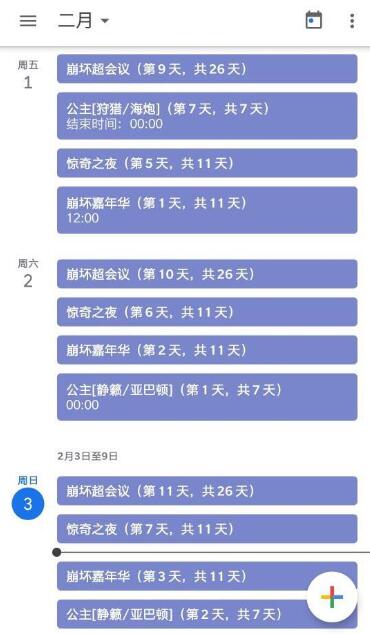 二月
周五
1
崩坏超会议（第 9 天，共 26 天）
公主[狩猎/海炮]（第 7 天，共 7 天）
结束时间：00:00
惊奇之夜（第 5 天，共 11 天）
崩坏嘉年华（第 1 天，共 11 天）
12:00
周六
2
崩坏超会议（第 10 天，共 26 天）
惊奇之夜（第 6 天，共 11 天）
崩坏嘉年华（第 2 天，共 11 天）
公主[静籁/亚巴顿]（第 1 天，共 7 天）
00:00
2月3日至9日
周日
3
崩坏超会议（第 11 天，共 26 天）
惊奇之夜（第 7 天，共 11 天）
崩坏嘉年华（第 3 天，共 11 天）
公主[静籁/亚巴顿]（第 2 天，共 7 天）